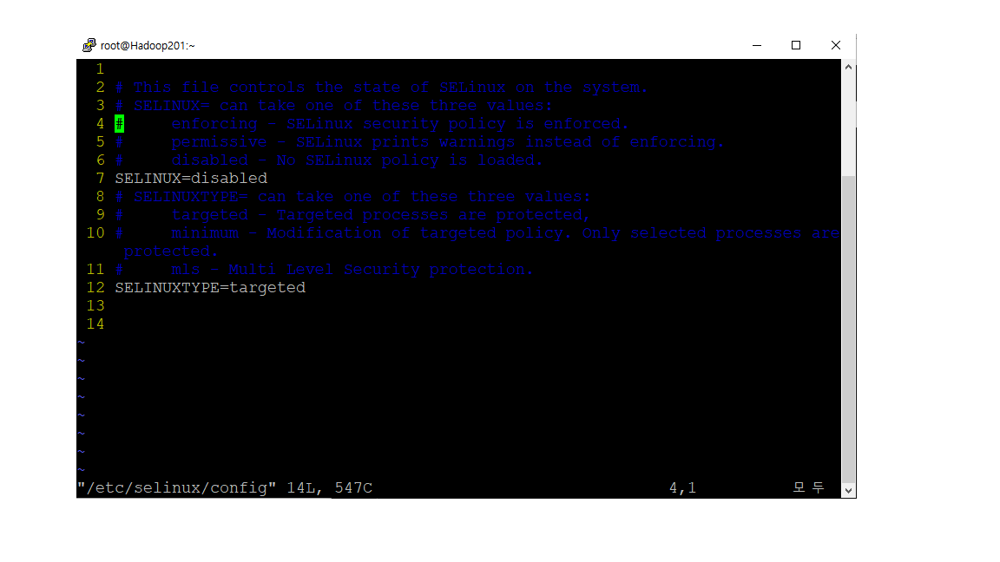 root@Hadoop201:~
1
2 # This file controls the state of SELinux on the system.
3 # SELINUX= can take one of these three values:
4 #     enforcing - SELinux security policy is enforced.
5 #     permissive - SELinux prints warnings instead of enforcing.
6 #     disabled - No SELinux policy is loaded.
7 SELINUX=disabled
8 # SELINUXTYPE= can take one of these three values:
9 #     targeted - Targeted processes are protected,
10 #     minimum - Modification of targeted policy. Only selected processes are
protected.
11 #     mls - Multi Level Security protection.
12 SELINUXTYPE=targeted
13
14
~
~
~
~
~
~
~
~
"/etc/selinux/config" 14L, 547C 4,1 모두